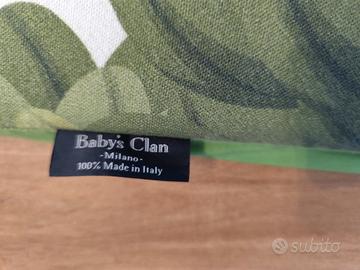 Baby's Clan
-Milano-
100% Made in Italy
subito